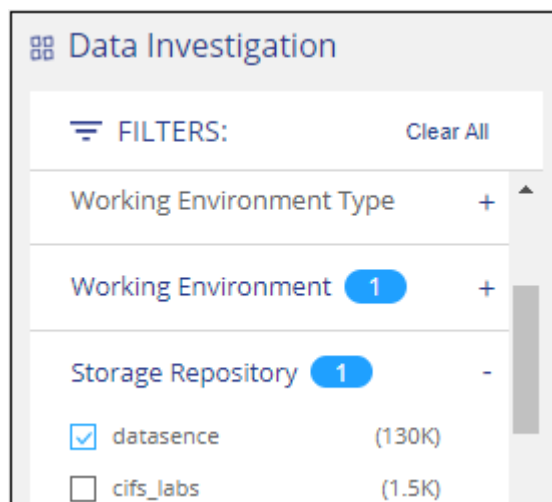 Data Investigation
FILTERS: Clear All
Working Environment Type +
Working Environment 1 +
Storage Repository 1 -
datasence (130K)
cifs_labs (1.5K)